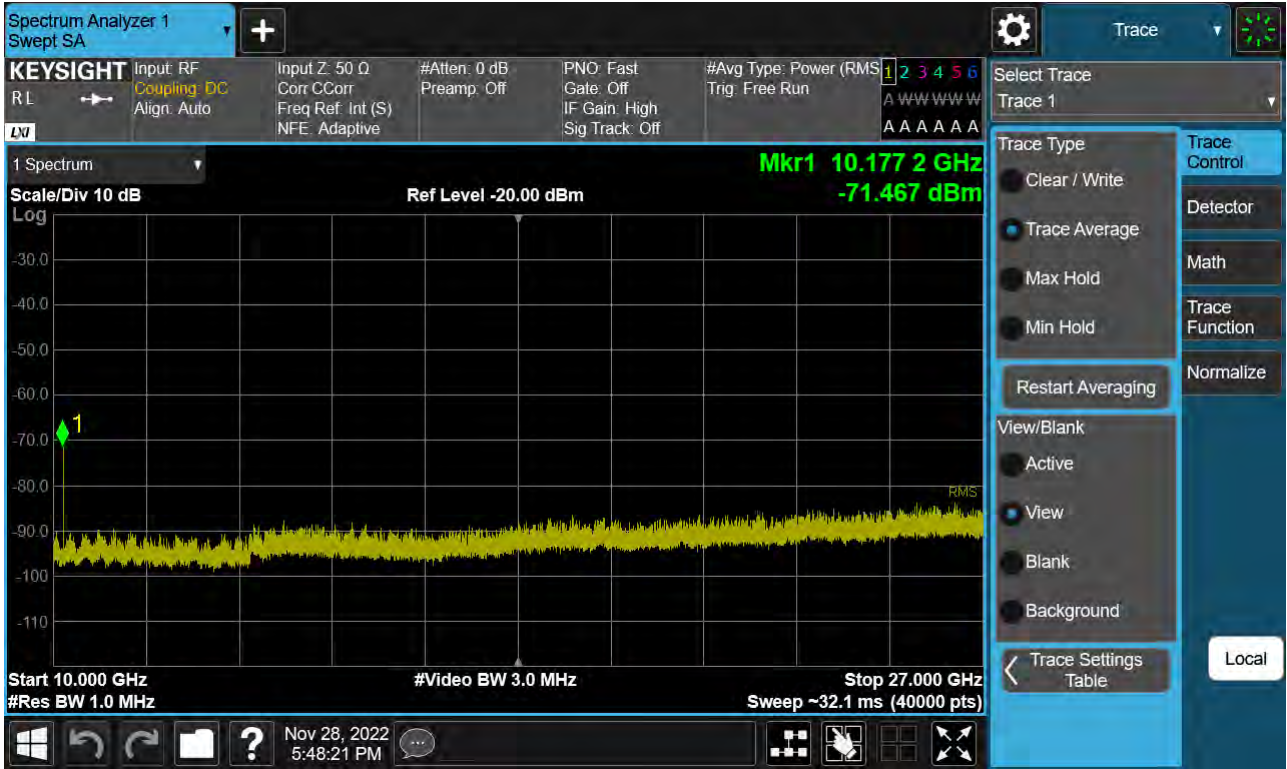 Spectrum Analyzer 1
Swept SA
+
Trace
KEYSIGHT
R L
LXI
Input: RF
Coupling: DC
Align: Auto
Input Z: 50 Ω
Corr CCorr
Freq Ref: Int (S)
NFE: Adaptive
#Atten: 0 dB
Preamp: Off
PNO: Fast
Gate: Off
IF Gain: High
Sig Track: Off
#Avg Type: Power (RMS
Trig: Free Run
1 2 3 4 5 6
A W W W W W
A A A A A A
Select Trace
Trace 1
1 Spectrum
Scale/Div 10 dB
Ref Level -20.00 dBm
Mkr1 10.177 2 GHz
-71.467 dBm
Log
-30.0
-40.0
-50.0
-60.0
-70.0
-80.0
-90.0
-100
-110
1
RMS
Start 10.000 GHz
#Video BW 3.0 MHz
Stop 27.000 GHz
#Res BW 1.0 MHz
Sweep ~32.1 ms (40000 pts)
Trace Type
Clear / Write
Trace Average
Max Hold
Min Hold
Restart Averaging
View/Blank
Active
View
Blank
Background
Trace Settings
Table
Trace
Control
Detector
Math
Trace
Function
Normalize
Local
?
Nov 28, 2022
5:48:21 PM